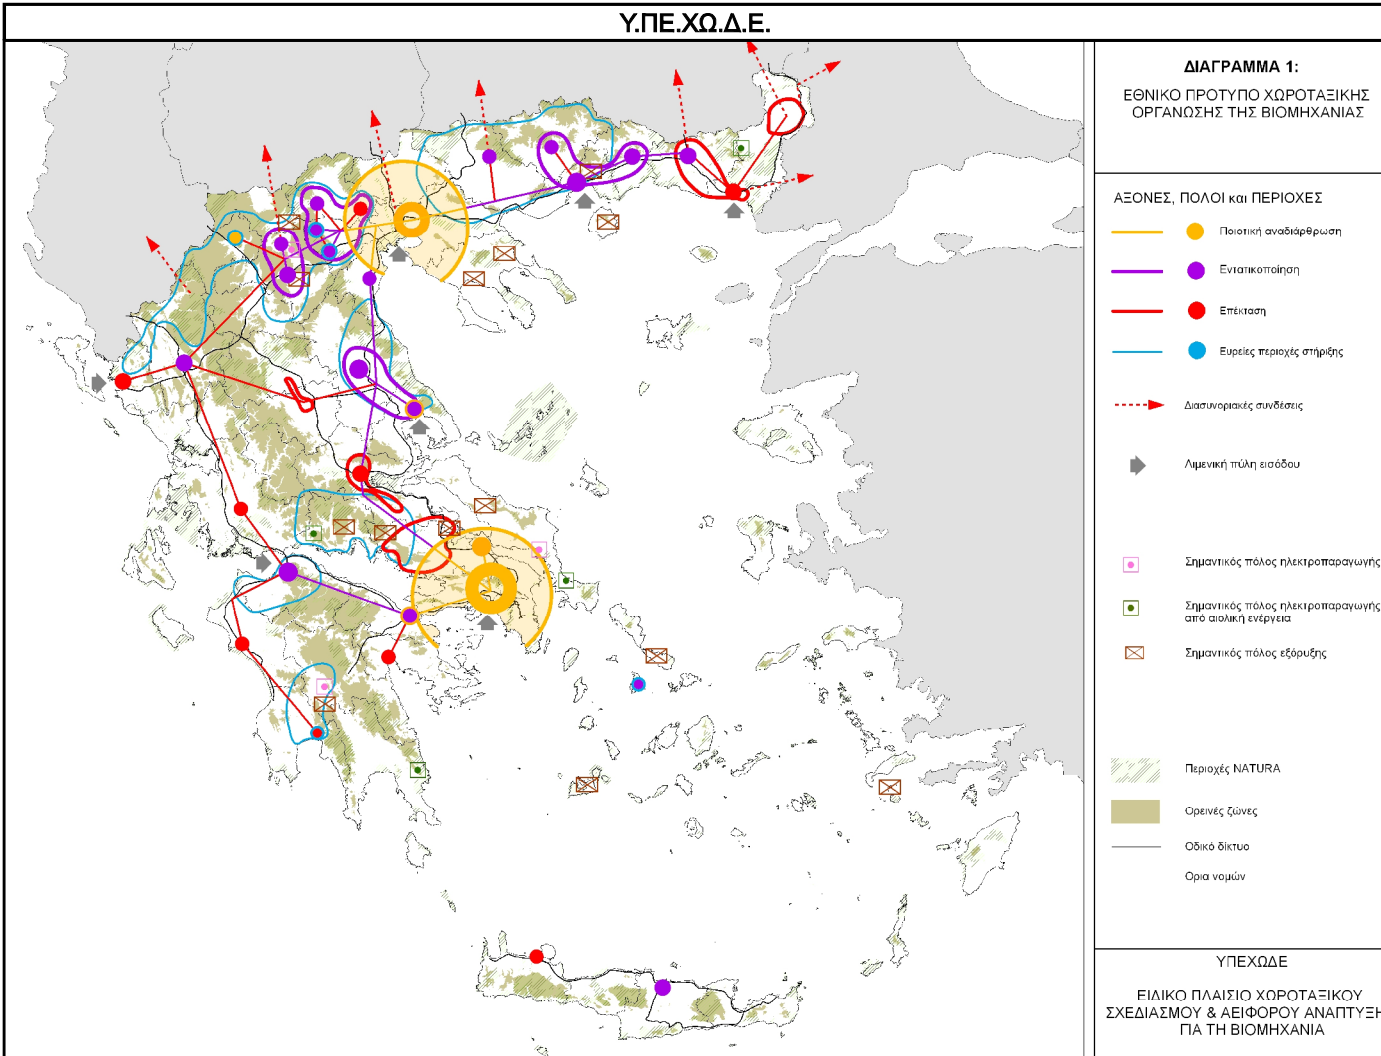 Υ.ΠΕ.ΧΩ.Δ.Ε.
ΔΙΑΓΡΑΜΜΑ 1:
ΕΘΝΙΚΟ ΠΡΟΤΥΠΟ ΧΩΡΟΤΑΞΙΚΗΣ
ΟΡΓΑΝΩΣΗΣ ΤΗΣ ΒΙΟΜΗΧΑΝΙΑΣ
ΑΞΟΝΕΣ, ΠΟΛΟΙ και ΠΕΡΙΟΧΕΣ
Ποιοτική αναδιάρθρωση
Εντατικοποίηση
Επέκταση
Ευρείες περιοχές στήριξης
Διασυνοριακές συνδέσεις
Λιμενική πύλη εισόδου
Σημαντικός πόλος ηλεκτροπαραγωγής
Σημαντικός πόλος ηλεκτροπαραγωγής
από αιολική ενέργεια
Σημαντικός πόλος εξόρυξης
Περιοχές NATURA
Ορεινές ζώνες
Οδικό δίκτυο
Ορια νομών
ΥΠΕΧΩΔΕ
ΕΙΔΙΚΟ ΠΛΑΙΣΙΟ ΧΩΡΟΤΑΞΙΚΟΥ
ΣΧΕΔΙΑΣΜΟΥ & ΑΕΙΦΟΡΟΥ ΑΝΑΠΤΥΞΗ
ΓΙΑ ΤΗ ΒΙΟΜΗΧΑΝΙΑ